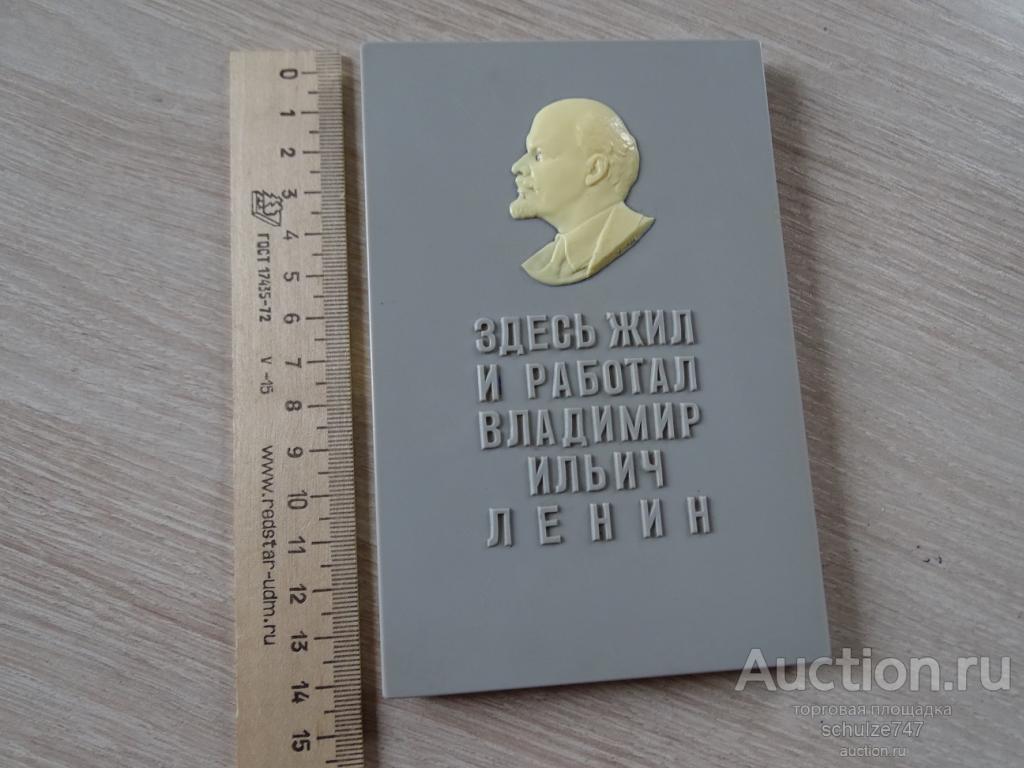 0
1
2
3
4
5
6
7
8
9
10
11
12
13
14
15
ГОСТ 17435-72
V -15
www.redstar-udm.ru
ЗДЕСЬ ЖИЛ
И РАБОТАЛ
ВЛАДИМИР
ИЛЬИЧ
ЛЕНИН
Auction.ru
торговая площадка
schulze747
auction.ru